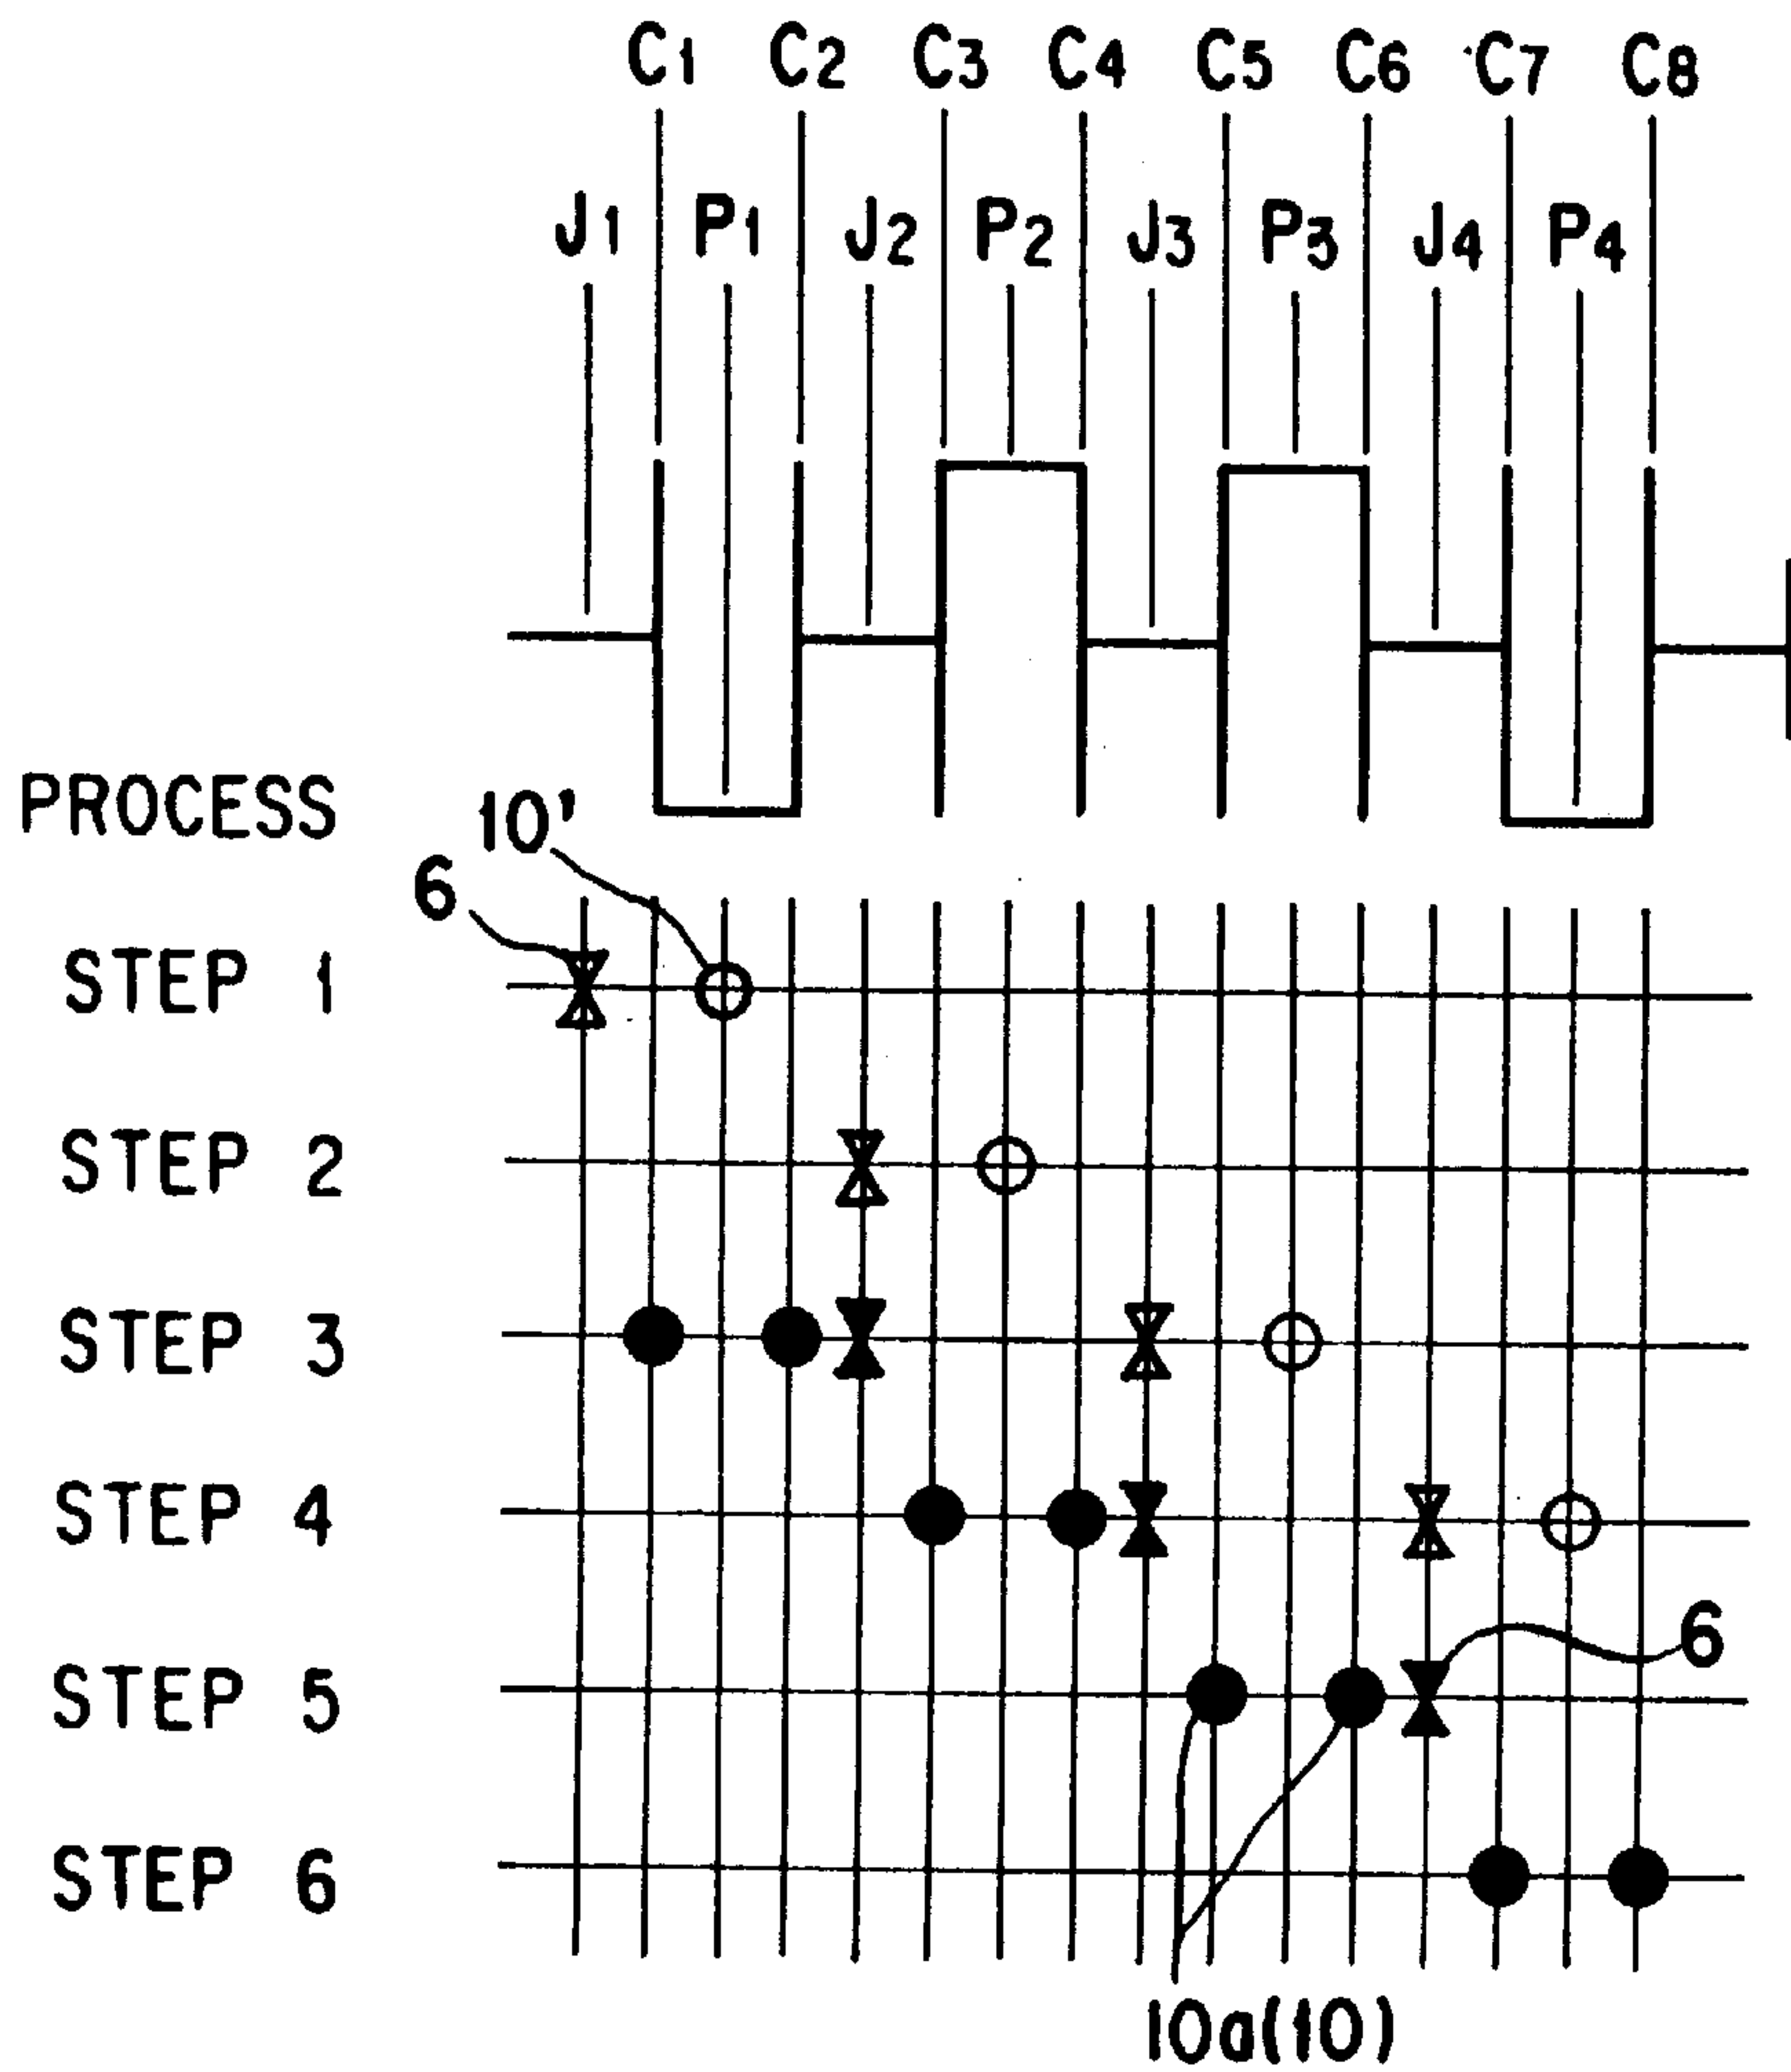 C1 C2 C3 C4 C5 C6 C7 C8
J1 P1 J2 P2 J3 P3 J4 P4
PROCESS
10'
6
STEP 1
STEP 2
STEP 3
STEP 4
6
STEP 5
STEP 6
10a(10)